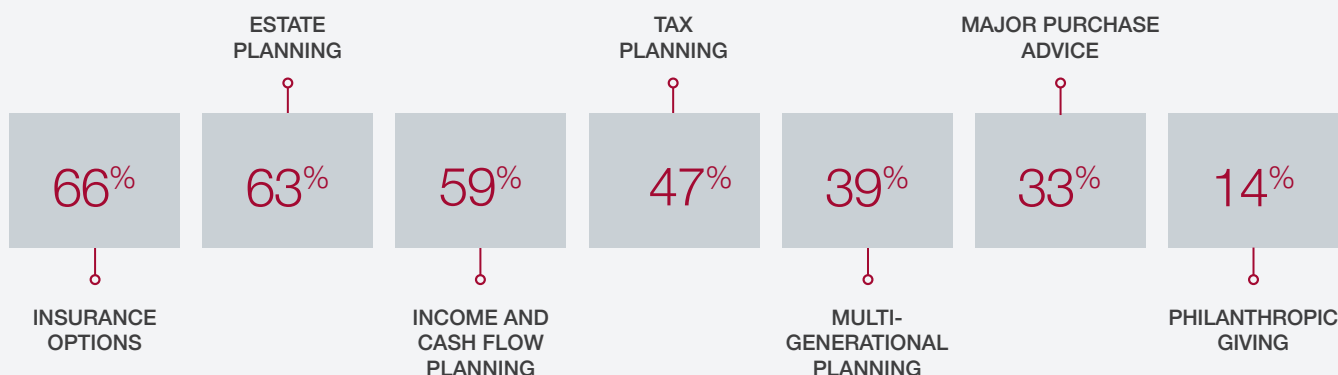 ESTATE
PLANNING
TAX
PLANNING
MAJOR PURCHASE
ADVICE
66%
63%
59%
47%
39%
33%
14%
INSURANCE
OPTIONS
INCOME AND
CASH FLOW
PLANNING
MULTI-
GENERATIONAL
PLANNING
PHILANTHROPIC
GIVING